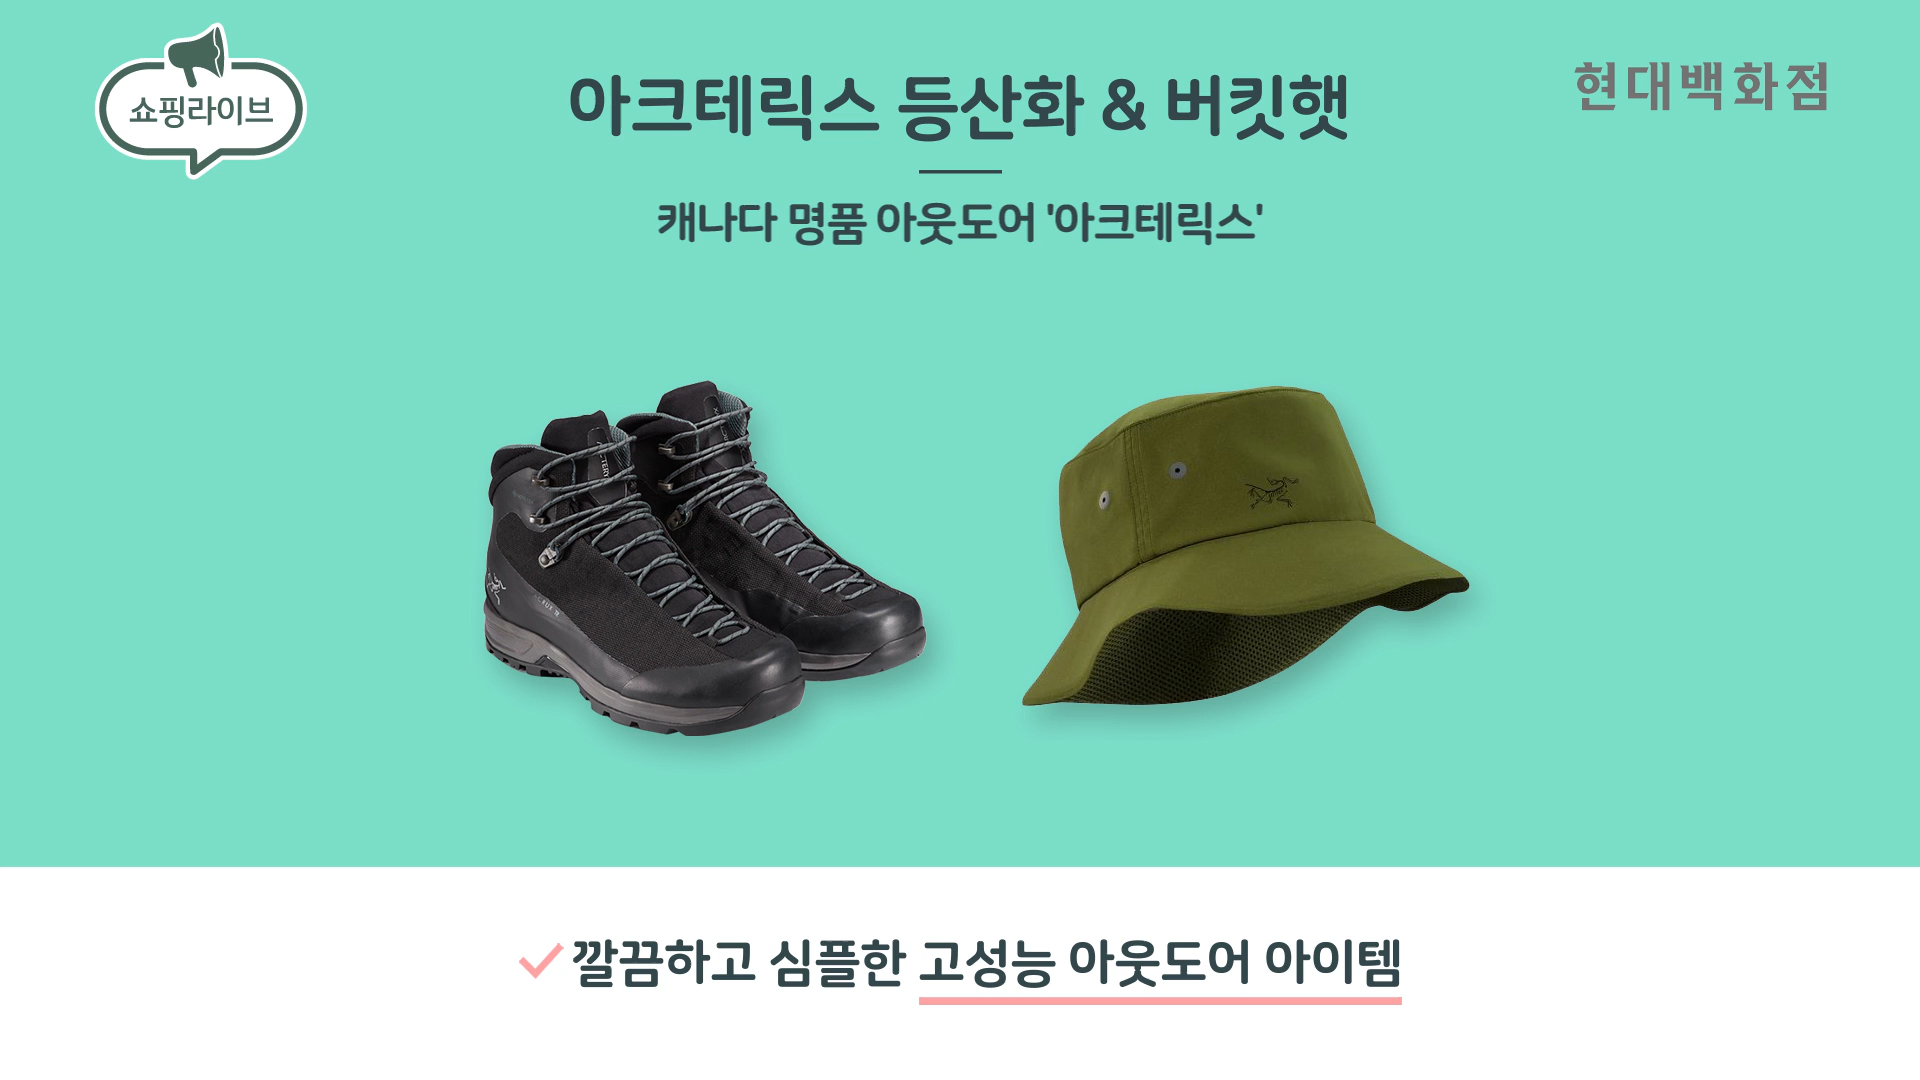 쇼핑라이브
아크테릭스 등산화 & 버킷햇
현대백화점
캐나다 명품 아웃도어 '아크테릭스'
깔끔하고 심플한 고성능 아웃도어 아이템